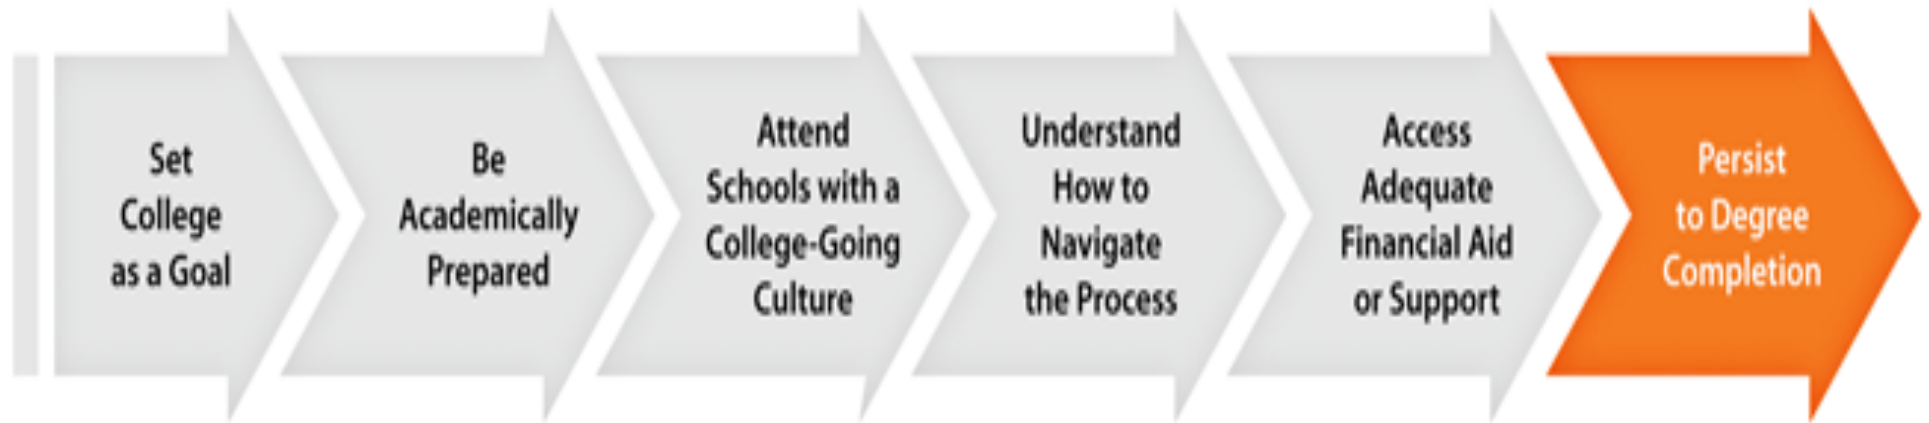 Set
College
as a Goal
Be
Academically
Prepared
Attend
Schools with a
College-Going
Culture
Understand
How to
Navigate
the Process
Access
Adequate
Financial Aid
or Support
Persist
to Degree
Completion